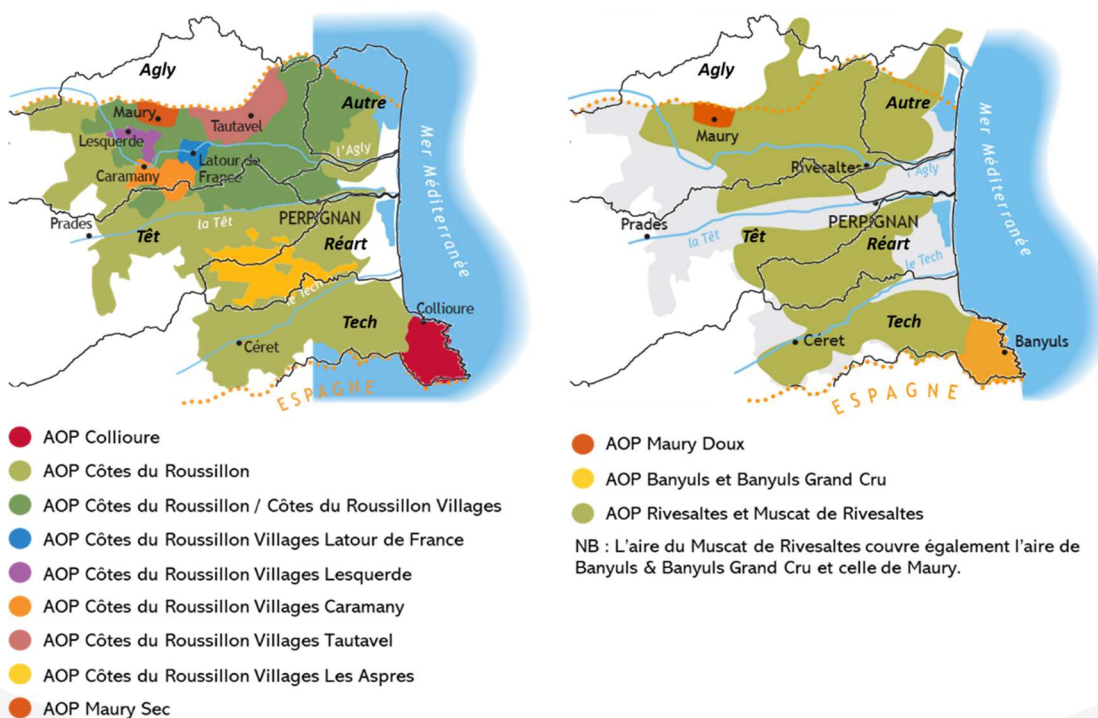 Agly
Autre
Maury
Tautavel
Lesquerde
Latour de
France
l'Agly
Caramany
Mer Méditerranée
PERPIGNAN
Prades
la Têt
Têt
Réart
le Tech
Collioure
Tech
Céret
ESPAGNE
AOP Collioure
AOP Côtes du Roussillon
AOP Côtes du Roussillon / Côtes du Roussillon Villages
AOP Côtes du Roussillon Villages Latour de France
AOP Côtes du Roussillon Villages Lesquerde
AOP Côtes du Roussillon Villages Caramany
AOP Côtes du Roussillon Villages Tautavel
AOP Côtes du Roussillon Villages Les Aspres
AOP Maury Sec
Agly
Autre
Maury
Mer Méditerranée
Rivesaltes
l'Agly
PERPIGNAN
Prades
la Têt
Têt
Réart
le Tech
Tech
Céret
Banyuls
ESPAGNE
AOP Maury Doux
AOP Banyuls et Banyuls Grand Cru
AOP Rivesaltes et Muscat de Rivesaltes
NB : L'aire du Muscat de Rivesaltes couvre également l'aire de
Banyuls & Banyuls Grand Cru et celle de Maury.